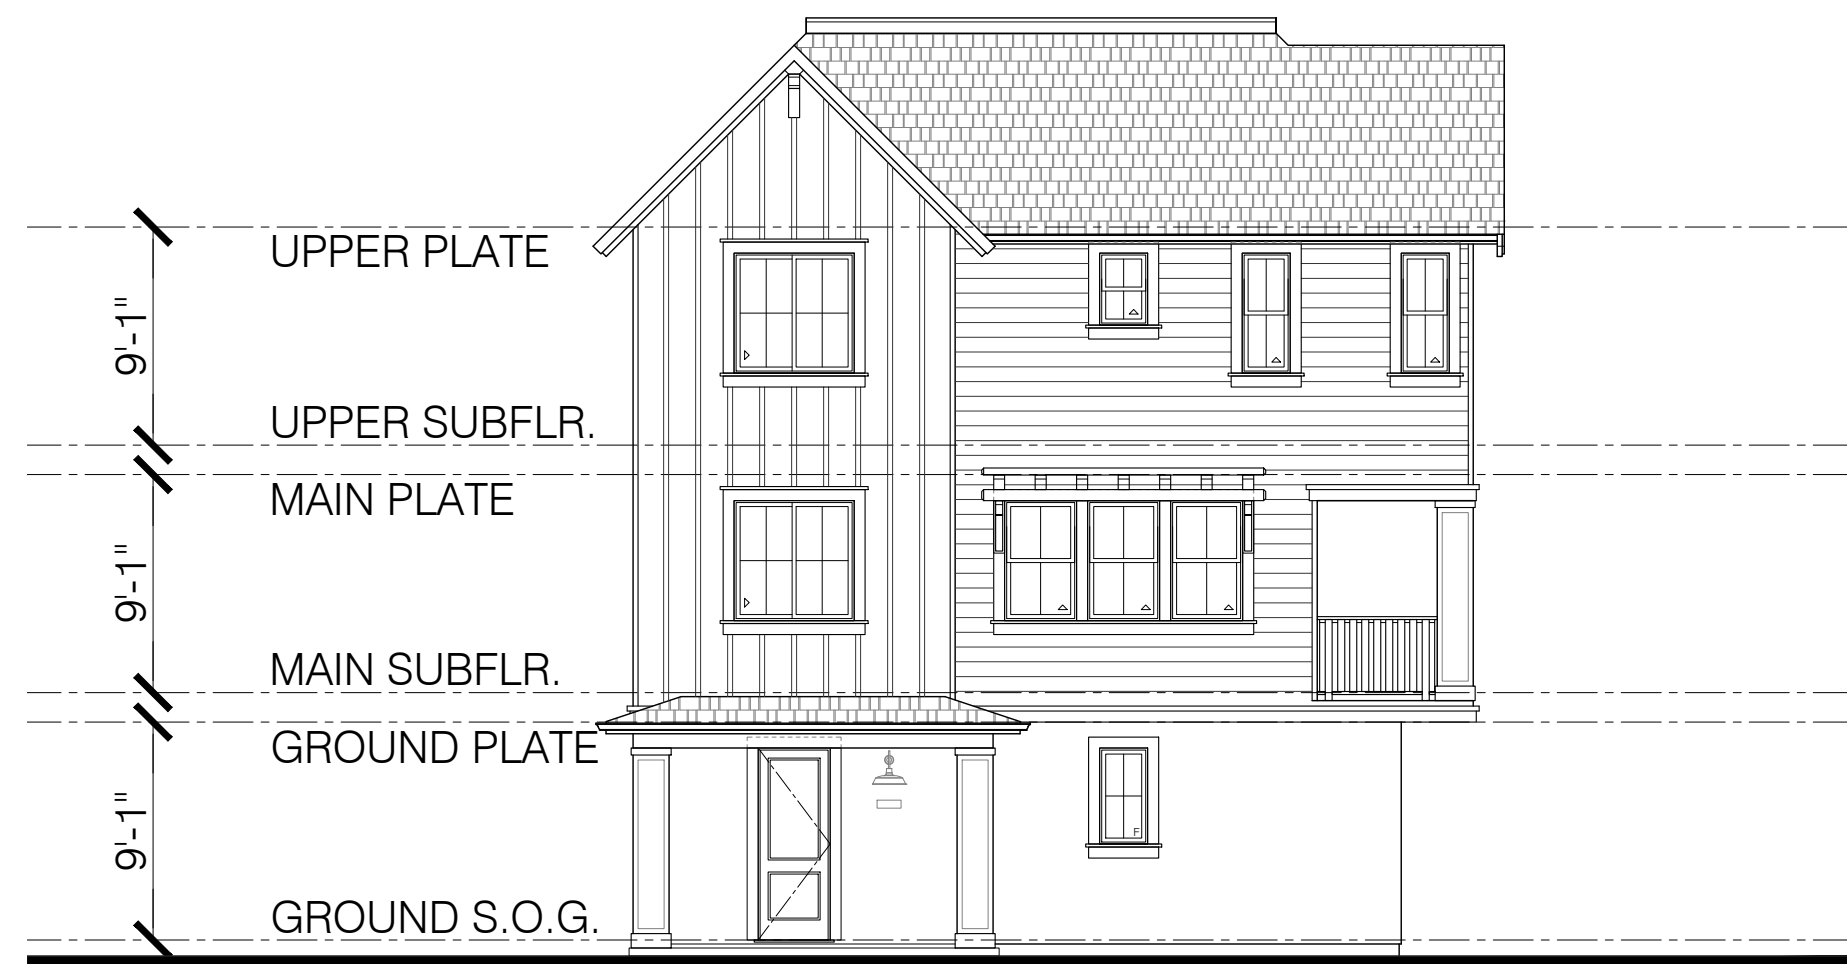 UPPER PLATE
9'-1"
UPPER SUBFLR.
MAIN PLATE
9'-1"
MAIN SUBFLR.
GROUND PLATE
9'-1"
F
GROUND S.O.G.